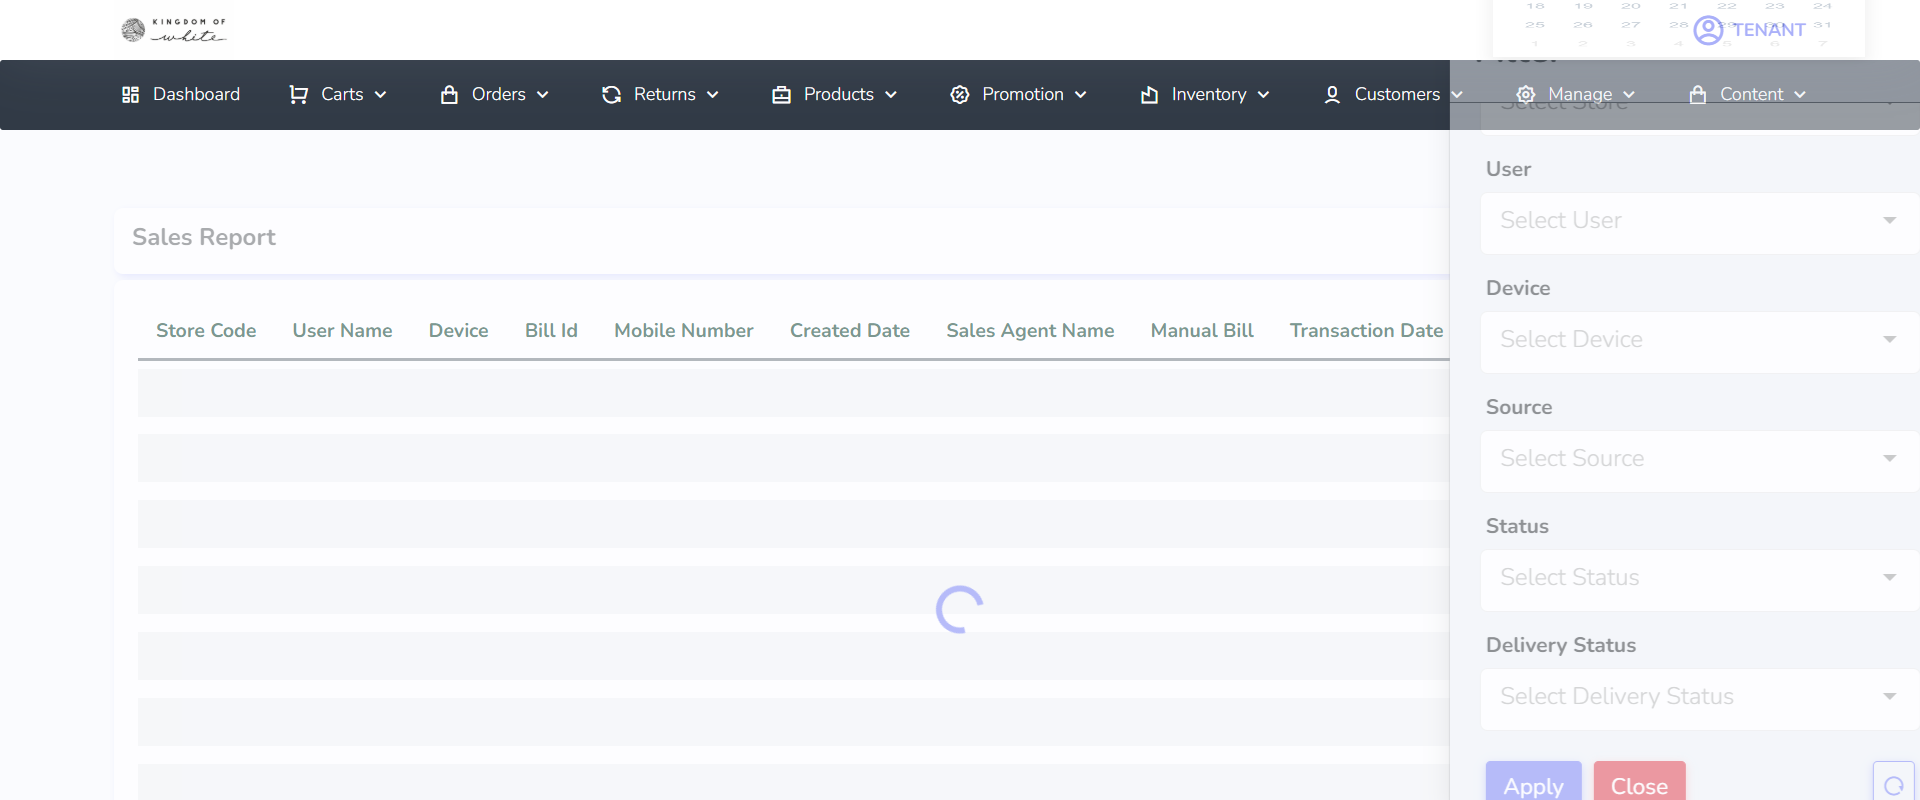 KINGDOM OF
white
18 19 20 21 22 23 24
25 26 27 28 29 30 31
1 2 3 4 5 6 7
TENANT
Dashboard Carts Orders Returns Products Promotion Inventory Customers Manage Content
Filter
Select Store
User
Select User
Sales Report
Device
Select Device
Store Code User Name Device Bill Id Mobile Number Created Date Sales Agent Name Manual Bill Transaction Date
Source
Select Source
Status
Select Status
Delivery Status
Select Delivery Status
Apply Close